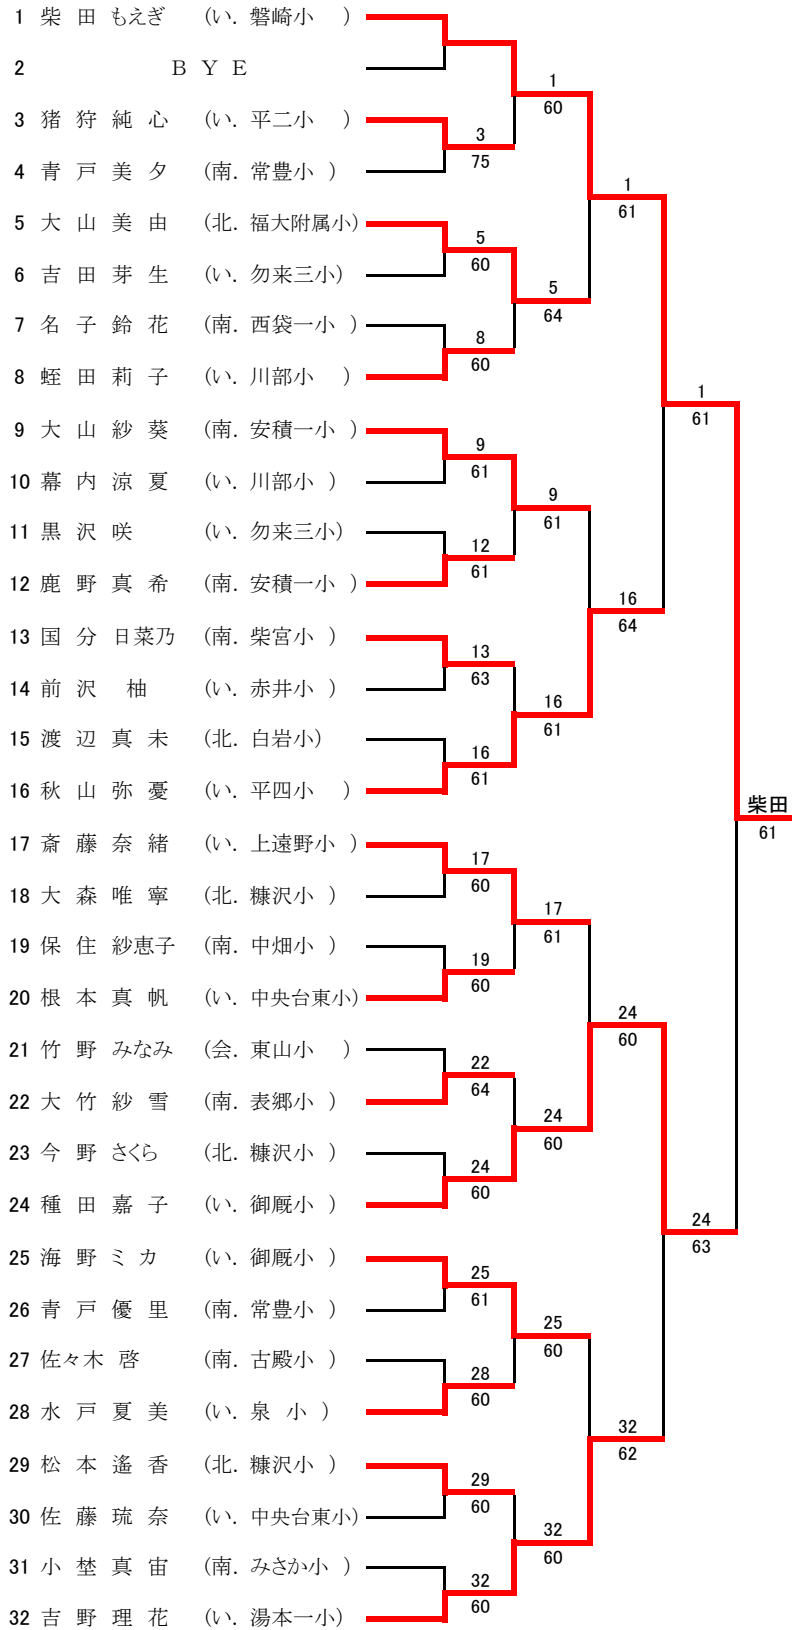 1 柴 田 もえぎ (い. 磐崎小 )
2 B Y E
1
60
3 猪 狩 純 心 (い. 平二小 )
3
75
4 青 戸 美 夕 (南. 常豊小 )
1
61
5 大 山 美 由 (北. 福大附属小)
5
60
6 吉 田 芽 生 (い. 勿来三小)
5
64
7 名 子 鈴 花 (南. 西袋一小 )
8
60
8 蛭 田 莉 子 (い. 川部小 )
1
61
9 大 山 紗 葵 (南. 安積一小 )
9
61
10 幕 内 涼 夏 (い. 川部小 )
9
61
11 黒 沢 咲 (い. 勿来三小)
12
61
12 鹿 野 真 希 (南. 安積一小 )
16
64
13 国 分 日菜乃 (南. 柴宮小 )
13
63
14 前 沢 柚 (い. 赤井小 )
16
61
15 渡 辺 真 未 (北. 白岩小)
16
61
16 秋 山 弥 憂 (い. 平四小 )
柴田
61
17 斎 藤 奈 緒 (い. 上遠野小 )
17
60
18 大 森 唯 寧 (北. 糠沢小 )
17
61
19 保 住 紗恵子 (南. 中畑小 )
19
60
20 根 本 真 帆 (い. 中央台東小)
24
60
21 竹 野 みなみ (会. 東山小 )
22
64
22 大 竹 紗 雪 (南. 表郷小 )
24
60
23 今 野 さくら (北. 糠沢小 )
24
60
24 種 田 嘉 子 (い. 御厩小 )
24
63
25 海 野 ミ カ (い. 御厩小 )
25
61
26 青 戸 優 里 (南. 常豊小 )
25
60
27 佐々木 啓 (南. 古殿小 )
28
60
28 水 戸 夏 美 (い. 泉 小 )
32
62
29 松 本 遙 香 (北. 糠沢小 )
29
60
30 佐 藤 琉 奈 (い. 中央台東小)
32
60
31 小 埜 真 宙 (南. みさか小 )
32
60
32 吉 野 理 花 (い. 湯本一小)